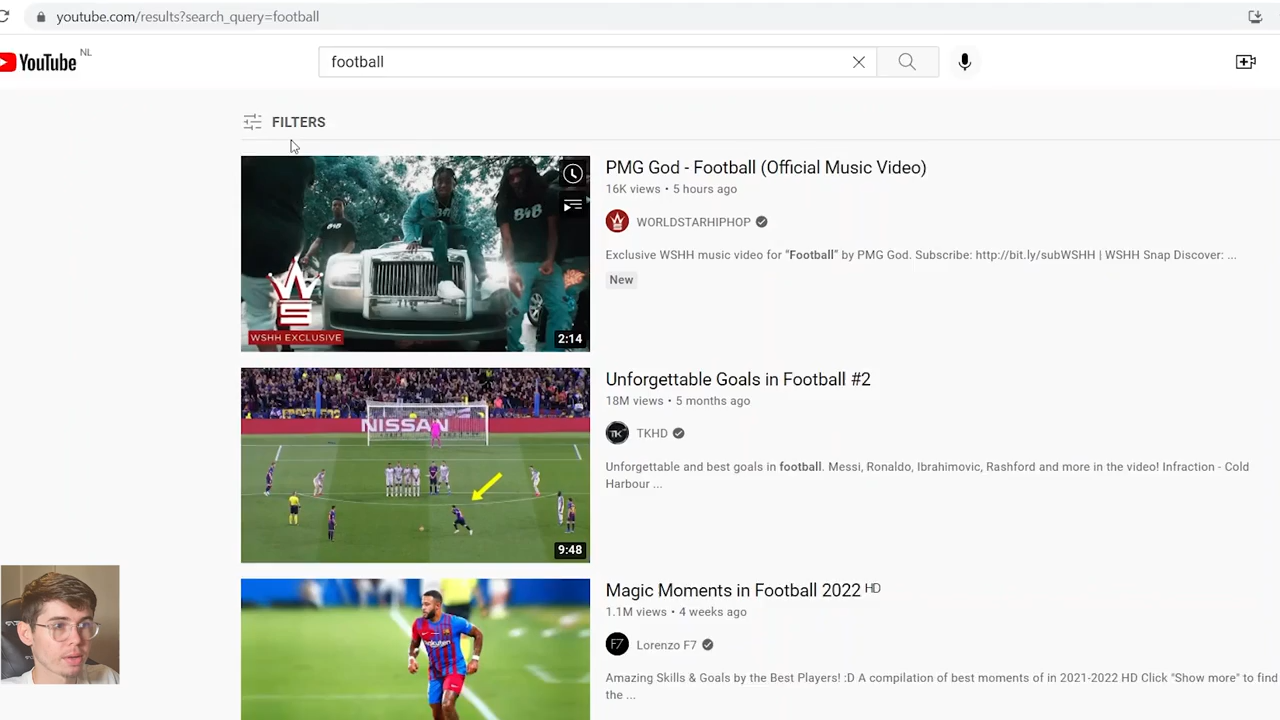 youtube.com/results?search_query=football
YouTube NL
football
FILTERS
PMG God - Football (Official Music Video)
16K views • 5 hours ago
WORLDSTARHIPHOP
Exclusive WSHH music video for “Football” by PMG God. Subscribe: http://bit.ly/subWSHH | WSHH Snap Discover: ...
New
BWB
BWB
WSHH EXCLUSIVE
2:14
Unforgettable Goals in Football #2
18M views • 5 months ago
TK TKHD
Unforgettable and best goals in football. Messi, Ronaldo, Ibrahimovic, Rashford and more in the video! Infraction - Cold
Harbour ...
NISSAN
9:48
Magic Moments in Football 2022 HD
1.1M views • 4 weeks ago
F7 Lorenzo F7
Amazing Skills & Goals by the Best Players! :D A compilation of best moments of in 2021-2022 HD Click "Show more" to find
the ...
Rakuten